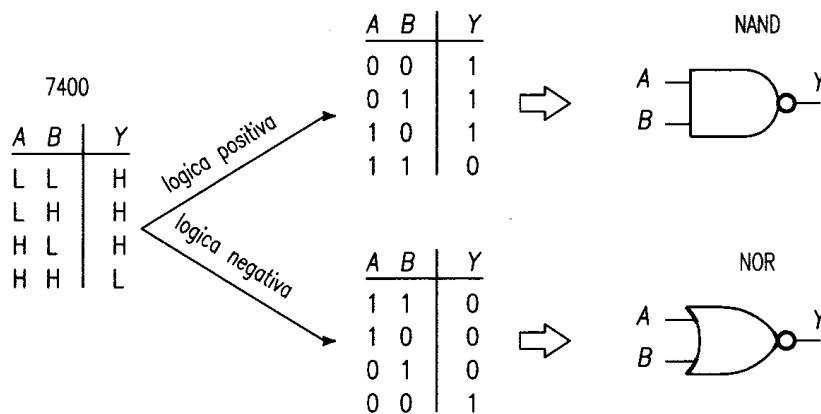 7400
A B Y
L L H
L H H
H L H
H H L
logica positiva
logica negativa
A B Y
0 0 1
0 1 1
1 0 1
1 1 0
NAND
A
B
Y
A B Y
1 1 0
1 0 0
0 1 0
0 0 1
NOR
A
B
Y